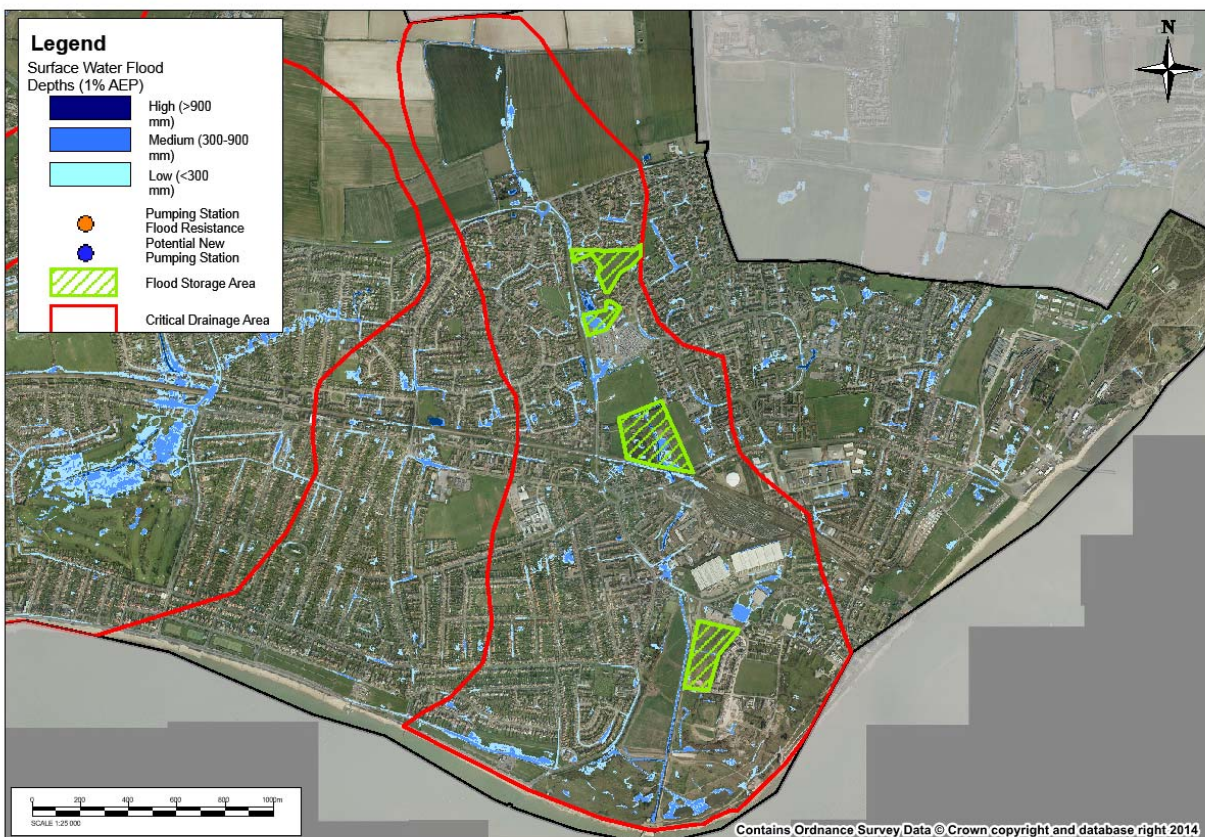 Legend
Surface Water Flood
Depths (1% AEP)
High (>900
mm)
Medium (300-900
mm)
Low (<300
mm)
Pumping Station
Flood Resistance
Potential New
Pumping Station
Flood Storage Area
Critical Drainage Area
N
0 200 400 600 800 1000m
SCALE 1:25 000
Contains Ordnance Survey Data © Crown copyright and database right 2014